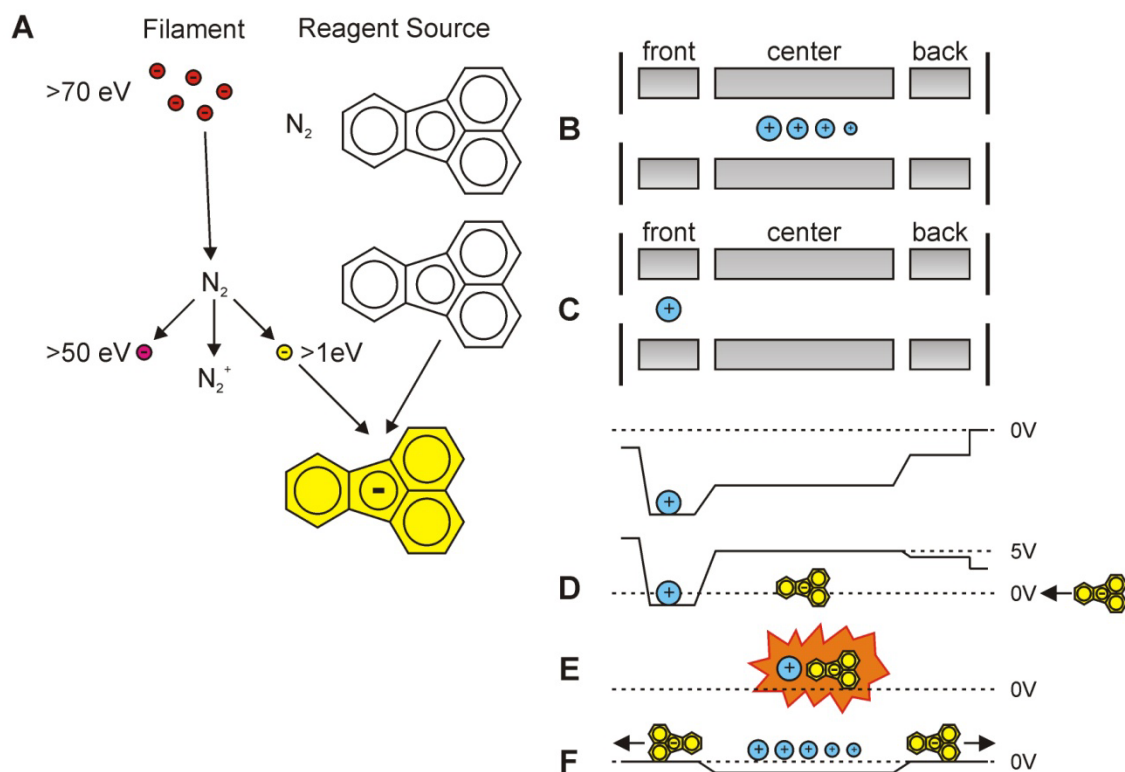 A
Filament
Reagent Source
>70 eV
N₂
N₂
>50 eV
N₂⁺
>1eV
-
B
front center back
+ + + +
C
front center back
+
0V
+
5V
D
+
-
0V
-
E
+
-
0V
F
-
+ + + + +
-
0V